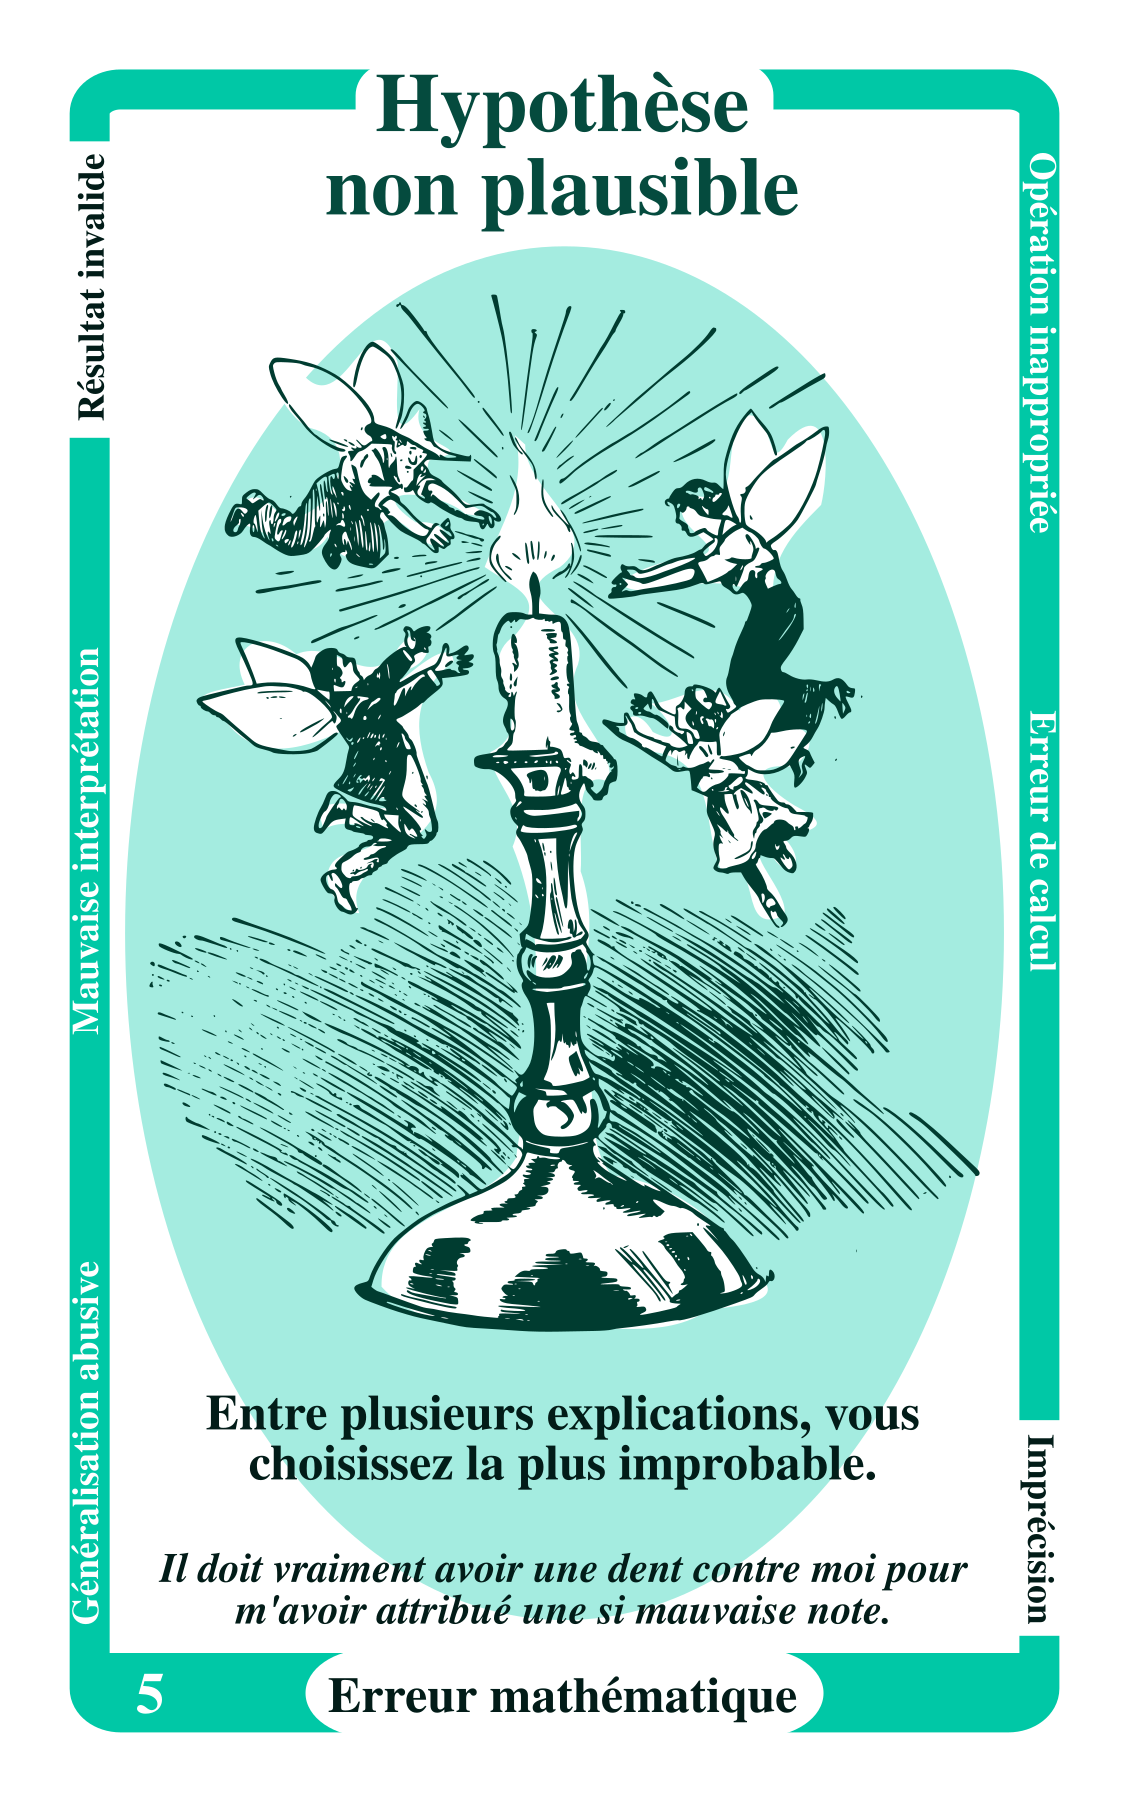 Hypothèse
non plausible
Résultat invalide
Mauvaise interprétation
Généralisation abusive
Opération inappropriée
Erreur de calcul
Imprécision
Entre plusieurs explications, vous
choisissez la plus improbable.
Il doit vraiment avoir une dent contre moi pour
m'avoir attribué une si mauvaise note.
5
Erreur mathématique